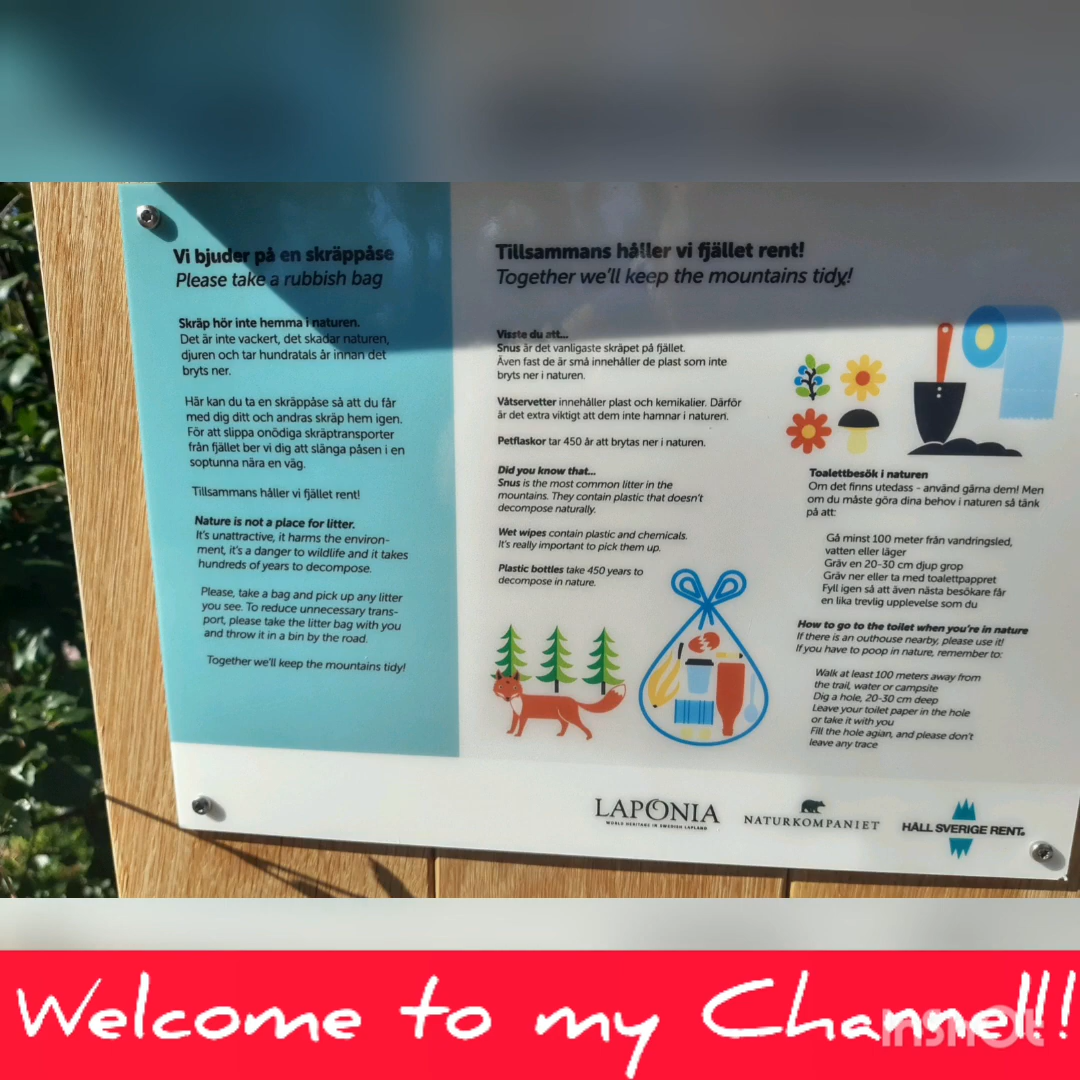 Vi bjuder på en skräppåse
Please take a rubbish bag
Skräp hör inte hemma i naturen.
Det är inte vackert, det skadar naturen,
djuren och tar hundratals år innan det
bryts ner.
Här kan du ta en skräppåse så att du får
med dig ditt och andras skräp hem igen.
För att slippa onödiga skräptransporter
från fjället ber vi dig att slänga påsen i en
soptunna nära en väg.
Tillsammans håller vi fjället rent!
Nature is not a place for litter.
It's unattractive, it harms the environ-
ment, it's a danger to wildlife and it takes
hundreds of years to decompose.
Please, take a bag and pick up any litter
you see. To reduce unnecessary trans-
port, please take the litter bag with you
and throw it in a bin by the road.
Together we'll keep the mountains tidy!
Tillsammans håller vi fjället rent!
Together we'll keep the mountains tidy!
Visste du att...
Snus är det vanligaste skräpet på fjället.
Även fast de är små innehåller de plast som inte
bryts ner i naturen.
Våtservetter innehåller plast och kemikalier. Därför
är det extra viktigt att dem inte hamnar i naturen.
Petflaskor tar 450 år att brytas ner i naturen.
Did you know that...
Snus is the most common litter in the
mountains. They contain plastic that doesn't
decompose naturally.
Wet wipes contain plastic and chemicals.
It's really important to pick them up.
Plastic bottles take 450 years to
decompose in nature.
Toalettbesök i naturen
Om det finns utedass - använd gärna dem! Men
om du måste göra dina behov i naturen så tänk
på att:
Gå minst 100 meter från vandringsled,
vatten eller läger
Gräv en 20-30 cm djup grop
Gräv ner eller ta med toalettpappret
Fyll igen så att även nästa besökare får
en lika trevlig upplevelse som du
How to go to the toilet when you're in nature
If there is an outhouse nearby, please use it!
If you have to poop in nature, remember to:
Walk at least 100 meters away from
the trail, water or campsite
Dig a hole, 20-30 cm deep
Leave your toilet paper in the hole
or take it with you
Fill the hole agian, and please don't
leave any trace
LAPONIA
WORLD HERITAGE IN SWEDISH LAPLAND
NATURKOMPANIET
HÅLL SVERIGE RENT.
Welcome to my Channel!!
inshot